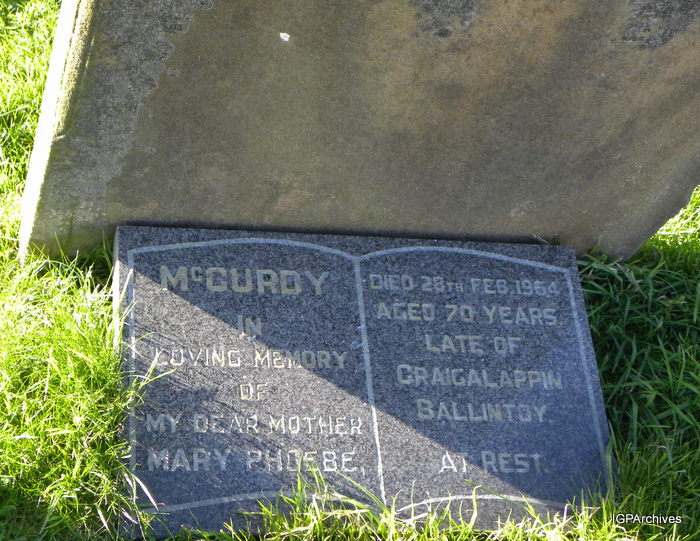 McCURDY
IN
LOVING MEMORY
OF
MY DEAR MOTHER
MARY PHOEBE,
DIED 28TH FEB. 1964
AGED 70 YEARS.
LATE OF
CRAIGALAPPIN
BALLINTOY.
AT REST.
IGPArchives